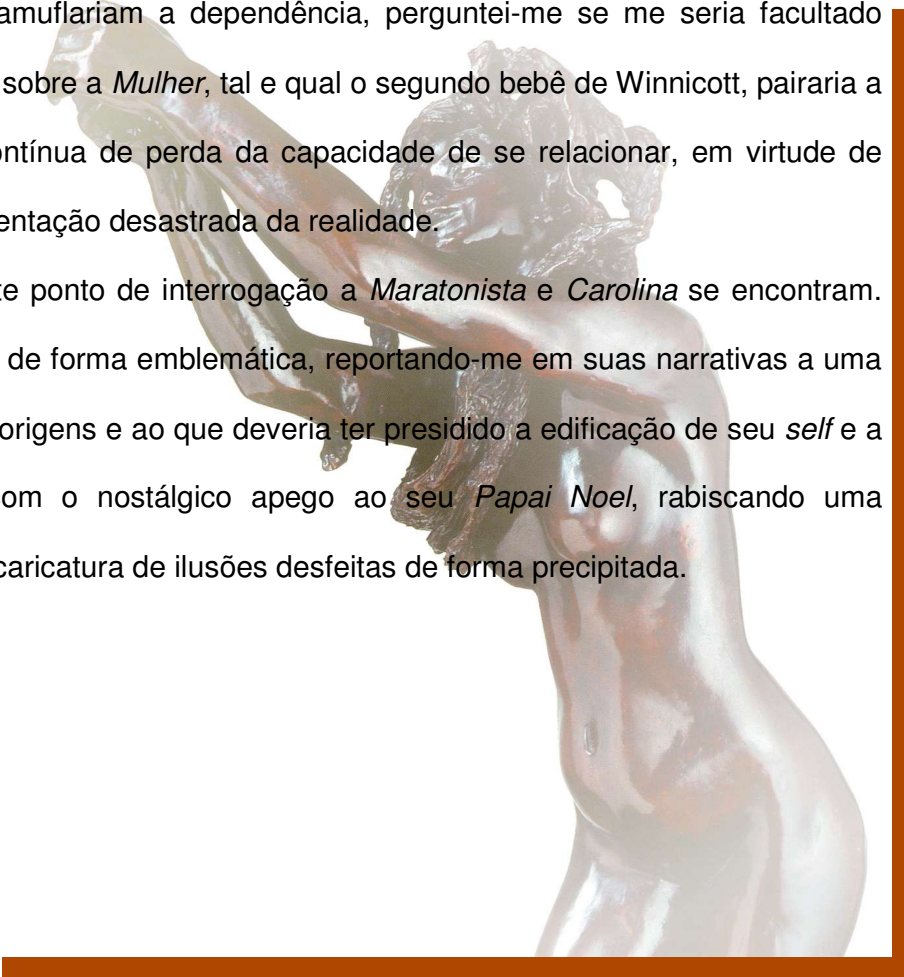 amuflariam a dependência, perguntei-me se me seria facultado
sobre a Mulher, tal e qual o segundo bebê de Winnicott, pairaria a
ontínua de perda da capacidade de se relacionar, em virtude de
entação desastrada da realidade.
te ponto de interrogação a Maratonista e Carolina se encontram.
de forma emblemática, reportando-me em suas narrativas a uma
origens e ao que deveria ter presidido a edificação de seu self e a
om o nostálgico apego ao seu Papai Noel, rabiscando uma
caricatura de ilusões desfeitas de forma precipitada.